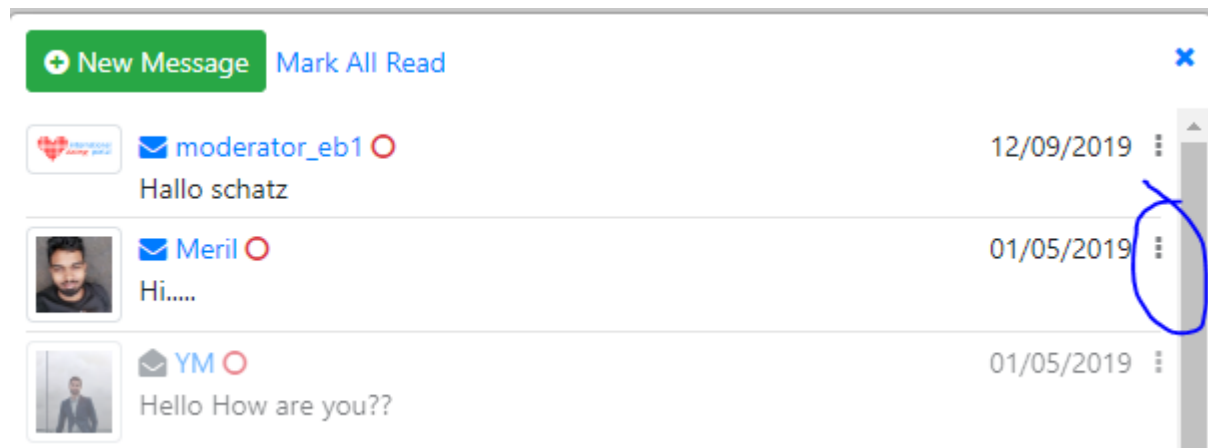 New Message Mark All Read
moderator_eb1 12/09/2019
Hallo schatz
Meril 01/05/2019
Hi.....
YM 01/05/2019
Hello How are you??